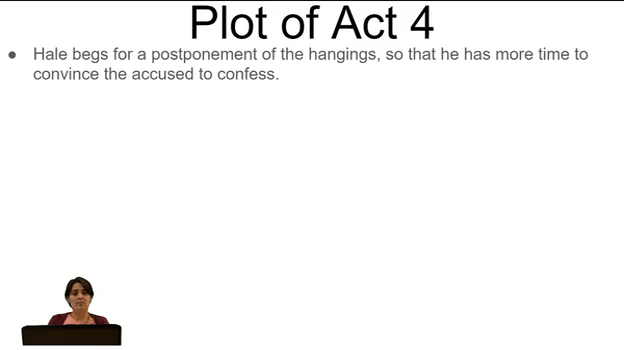 Plot of Act 4
● Hale begs for a postponement of the hangings, so that he has more time to
convince the accused to confess.